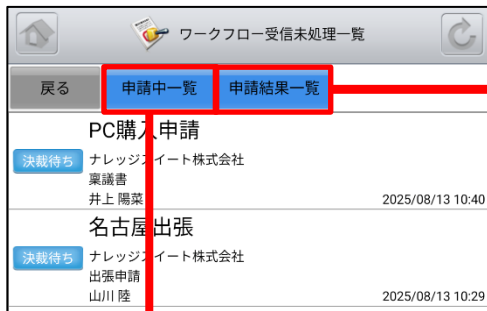 ワークフロー受信未処理一覧
戻る 申請中一覧 申請結果一覧
PC購入申請
決裁待ち ナレッジスイート株式会社
稟議書
井上 陽菜 2025/08/13 10:40
名古屋出張
決裁待ち ナレッジスイート株式会社
出張申請
山川 陸 2025/08/13 10:29